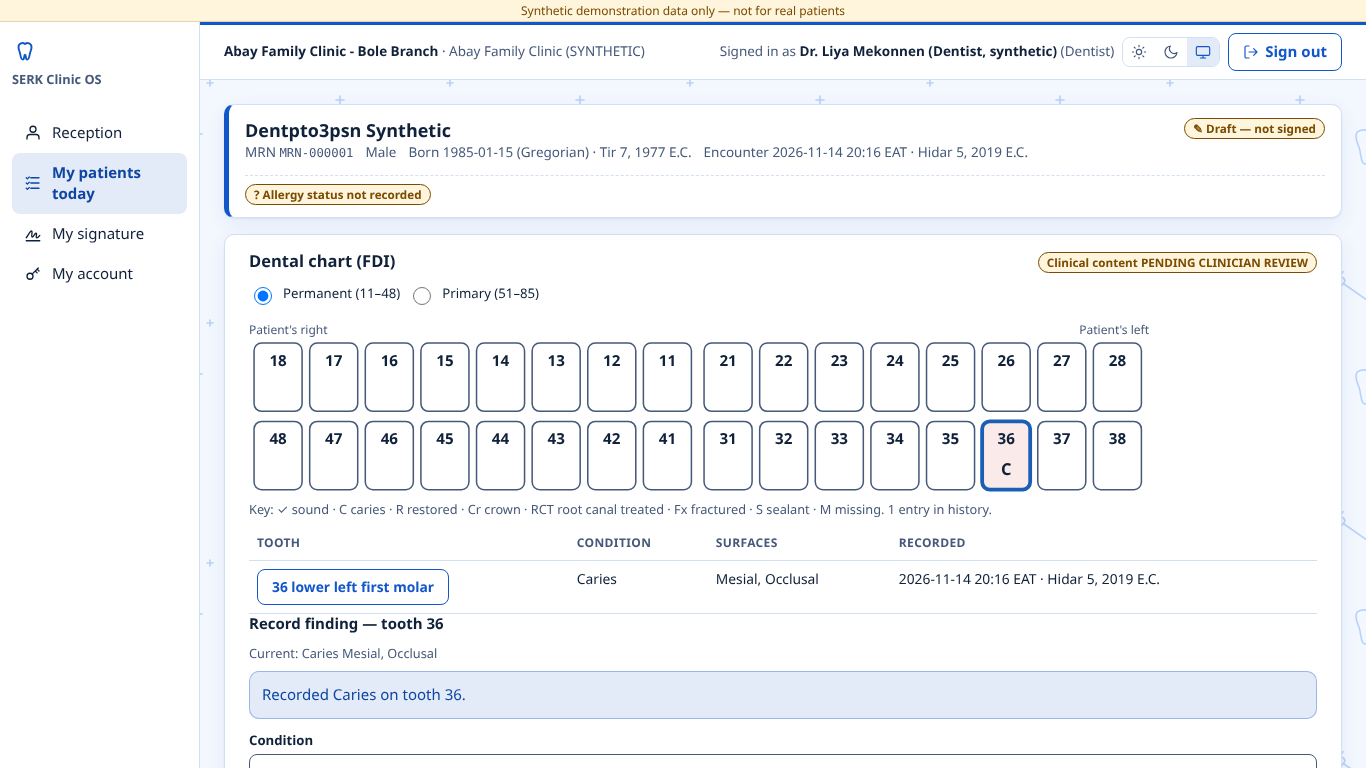 Synthetic demonstration data only — not for real patients
SERK Clinic OS
Reception
My patients
today
My signature
My account
Abay Family Clinic - Bole Branch · Abay Family Clinic (SYNTHETIC)
Signed in as Dr. Liya Mekonnen (Dentist, synthetic) (Dentist)
Sign out
Dentpto3psn Synthetic
✎ Draft — not signed
MRN MRN-000001 Male Born 1985-01-15 (Gregorian) · Tir 7, 1977 E.C. Encounter 2026-11-14 20:16 EAT · Hidar 5, 2019 E.C.
? Allergy status not recorded
Dental chart (FDI)
Clinical content PENDING CLINICIAN REVIEW
Permanent (11–48) Primary (51–85)
Patient's right Patient's left
18 17 16 15 14 13 12 11 21 22 23 24 25 26 27 28
48 47 46 45 44 43 42 41 31 32 33 34 35 36 37 38
C
Key: ✓ sound · C caries · R restored · Cr crown · RCT root canal treated · Fx fractured · S sealant · M missing. 1 entry in history.
TOOTH CONDITION SURFACES RECORDED
36 lower left first molar Caries Mesial, Occlusal 2026-11-14 20:16 EAT · Hidar 5, 2019 E.C.
Record finding — tooth 36
Current: Caries Mesial, Occlusal
Recorded Caries on tooth 36.
Condition